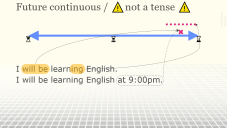 Future continuous / ⚠ not a tense ⚠
I will be learning English.
I will be learning English at 9:00pm.